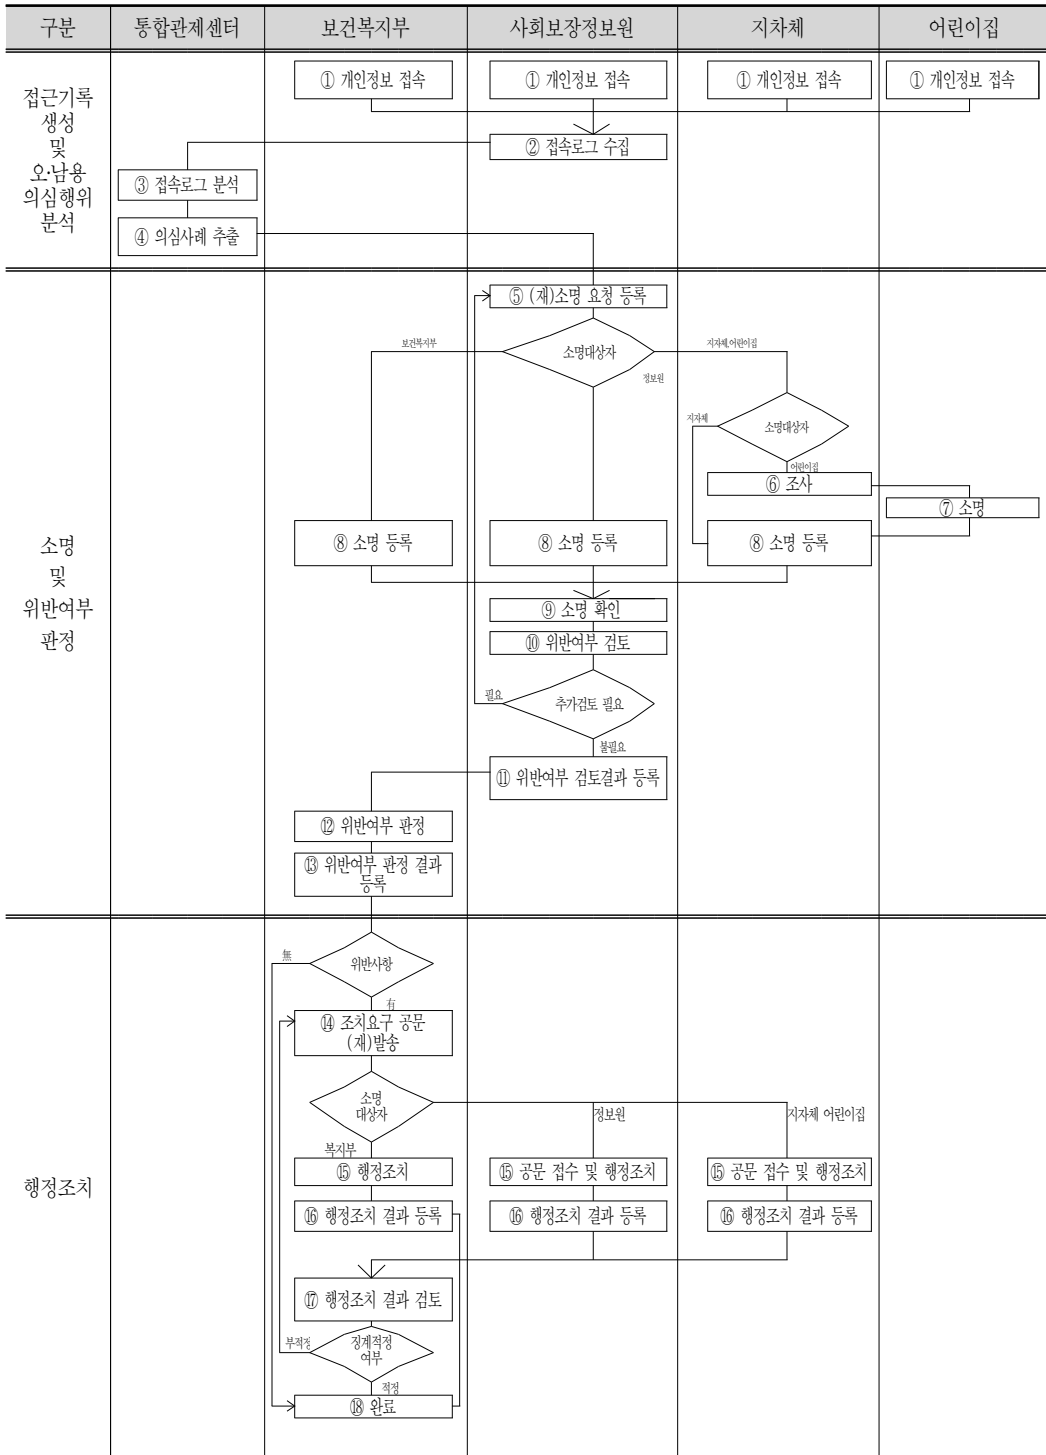 구분 통합관제센터 보건복지부 사회보장정보원 지차체 어린이집
접근기록
생성
및
오·남용
의심행위
분석
① 개인정보 접속 ① 개인정보 접속 ① 개인정보 접속 ① 개인정보 접속
② 접속로그 수집
③ 접속로그 분석
④ 의심사례 추출
소명
및
위반여부
판정
⑤ (재)소명 요청 등록
보건복지부 소명대상자 지자체,어린이집
정보원
지자체 소명대상자
어린이집
⑥ 조사
⑦ 소명
⑧ 소명 등록 ⑧ 소명 등록 ⑧ 소명 등록
⑨ 소명 확인
⑩ 위반여부 검토
필요 추가검토 필요
불필요
⑪ 위반여부 검토결과 등록
⑫ 위반여부 판정
⑬ 위반여부 판정 결과
등록
행정조치
無 위반사항
有
⑭ 조치요구 공문
(재)발송
소명
대상자
정보원 지자체 어린이집
복지부
⑮ 행정조치 ⑮ 공문 접수 및 행정조치 ⑮ 공문 접수 및 행정조치
⑯ 행정조치 결과 등록 ⑯ 행정조치 결과 등록 ⑯ 행정조치 결과 등록
⑰ 행정조치 결과 검토
부적정 징계적정
여부
적정
⑱ 완료